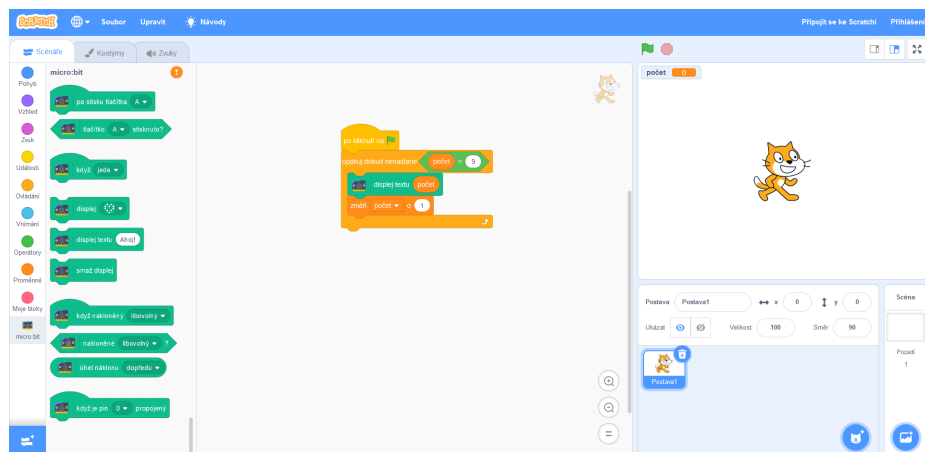 SCRATCH
Soubor
Upravit
Návody
Připojit se ke Scratchi
Přihlášení
Scénáře
Kostýmy
Zvuky
Pohyb
Vzhled
Zvuk
Události
Ovládání
Vnímání
Operátory
Proměnné
Moje bloky
micro:bit
micro:bit
po stisku tlačítka A
tlačítko A stisknuto?
když jede
displej
displej textu Ahoj!
smaž displej
když nakloněný libovolný
nakloněné libovolný ?
úhel náklonu dopředu
když je pin 0 propojený
po kliknutí na
opakuj dokud nenastane počet = 9
displej textu počet
změň počet o 1
počet 0
Postava Postava1 x 0 y 0
Ukázat Velikost 100 Směr 90
Postava1
Scéna
Pozadí
1